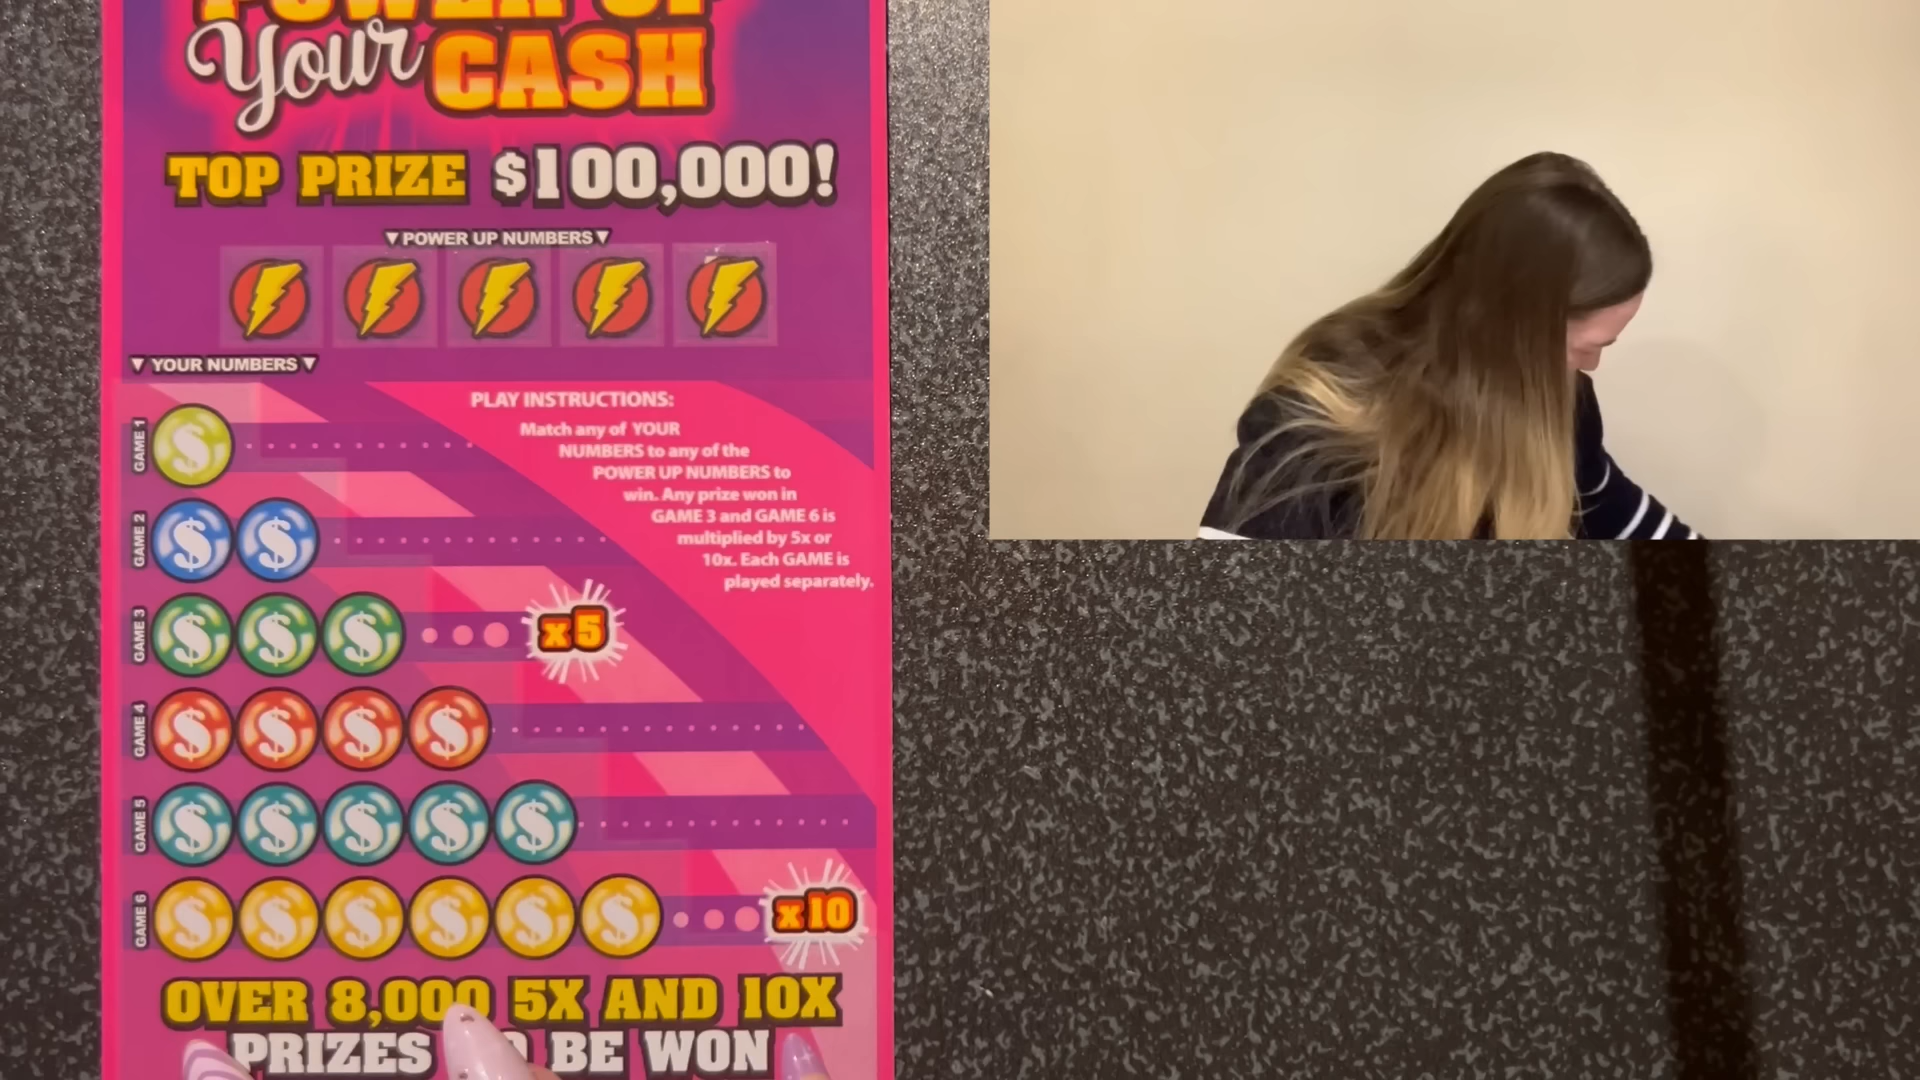 POWER UP
Your CASH
TOP PRIZE $100,000!
▼POWER UP NUMBERS▼
▼ YOUR NUMBERS ▼
PLAY INSTRUCTIONS:
Match any of YOUR
NUMBERS to any of the
POWER UP NUMBERS to
win. Any prize won in
GAME 3 and GAME 6 is
multiplied by 5x or
10x. Each GAME is
played separately.
GAME 1 $
GAME 2 $ $
GAME 3 $ $ $ x5
GAME 4 $ $ $ $
GAME 5 $ $ $ $ $
GAME 6 $ $ $ $ $ $ x10
OVER 8,000 5X AND 10X
PRIZES TO BE WON